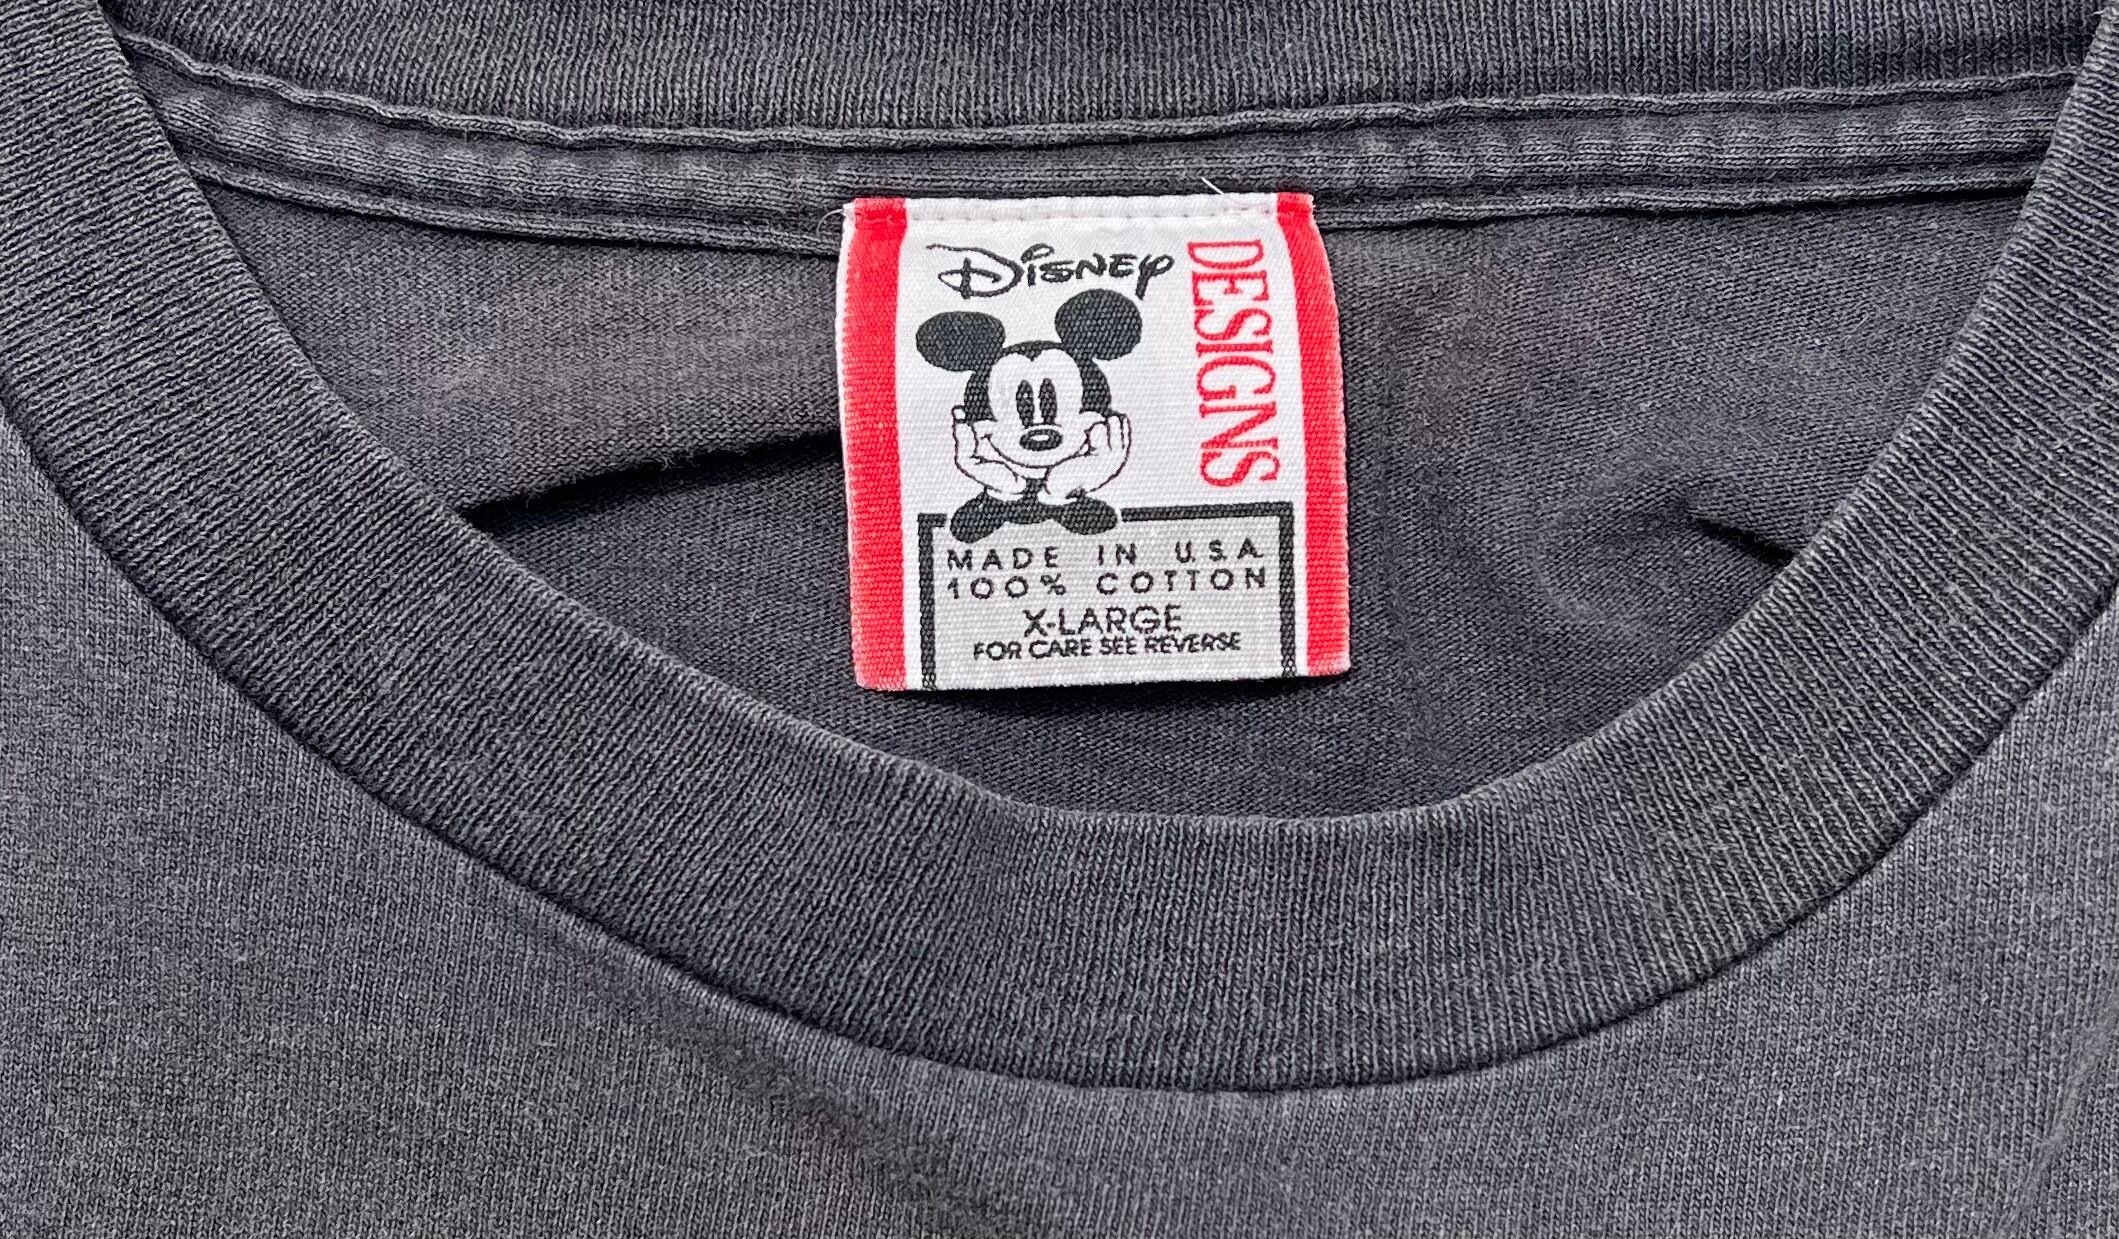 Disney
DESIGNS
MADE IN U.S.A.
100% COTTON
X-LARGE
FOR CARE SEE REVERSE